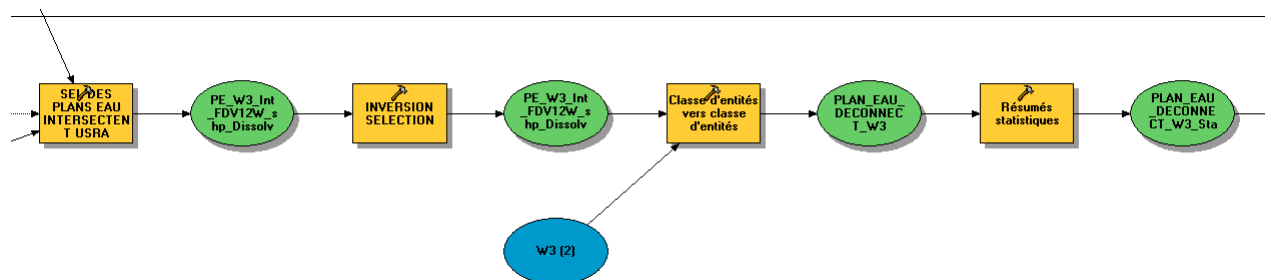 SEL DES
PLANS EAU
INTERSECTEN
T USRA
PE_W3_Int
_FDV12W_s
hp_Dissolv
INVERSION
SELECTION
PE_W3_Int
_FDV12W_s
hp_Dissolv
Classe d'entités
vers classe
d'entités
PLAN_EAU_
DECONNEC
T_W3
Résumés
statistiques
PLAN_EAU
_DECONNE
CT_W3_Sta
W3 (2)